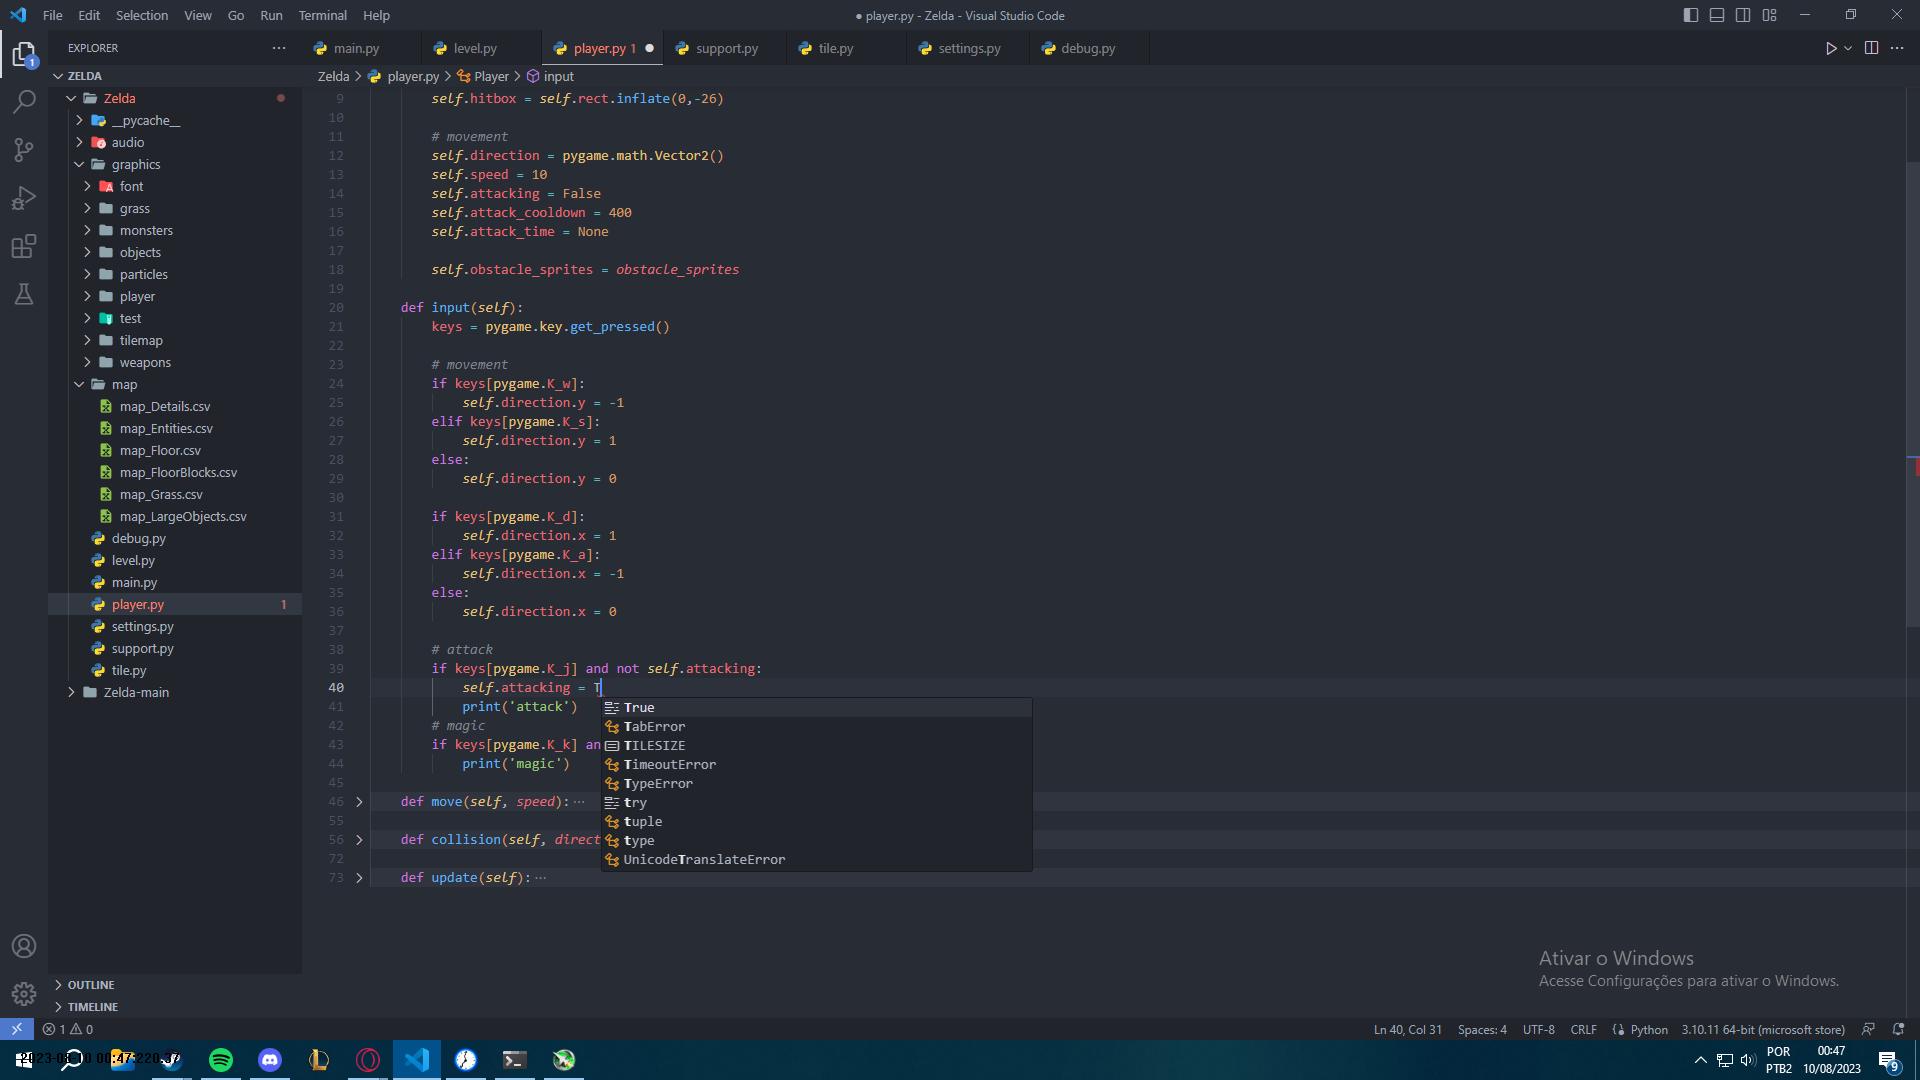 File Edit Selection View Go Run Terminal Help
● player.py - Zelda - Visual Studio Code
EXPLORER ···
main.py
level.py
player.py 1 ●
support.py
tile.py
settings.py
debug.py
Zelda > player.py > Player > input
1
ZELDA
Zelda
__pycache__
audio
graphics
font
grass
monsters
objects
particles
player
test
tilemap
weapons
map
map_Details.csv
map_Entities.csv
map_Floor.csv
map_FloorBlocks.csv
map_Grass.csv
map_LargeObjects.csv
debug.py
level.py
main.py
player.py 1
settings.py
support.py
tile.py
Zelda-main
OUTLINE
TIMELINE
9 self.hitbox = self.rect.inflate(0,-26)
10
11 # movement
12 self.direction = pygame.math.Vector2()
13 self.speed = 10
14 self.attacking = False
15 self.attack_cooldown = 400
16 self.attack_time = None
17
18 self.obstacle_sprites = obstacle_sprites
19
20 def input(self):
21 keys = pygame.key.get_pressed()
22
23 # movement
24 if keys[pygame.K_w]:
25 self.direction.y = -1
26 elif keys[pygame.K_s]:
27 self.direction.y = 1
28 else:
29 self.direction.y = 0
30
31 if keys[pygame.K_d]:
32 self.direction.x = 1
33 elif keys[pygame.K_a]:
34 self.direction.x = -1
35 else:
36 self.direction.x = 0
37
38 # attack
39 if keys[pygame.K_j] and not self.attacking:
40 self.attacking = T
41 print('attack')
42 # magic
43 if keys[pygame.K_k] an
44 print('magic')
45
46 def move(self, speed): ···
55
56 def collision(self, direct
72
73 def update(self): ···
True
TabError
TILESIZE
TimeoutError
TypeError
try
tuple
type
UnicodeTranslateError
Ativar o Windows
Acesse Configurações para ativar o Windows.
1 0
Ln 40, Col 31 Spaces: 4 UTF-8 CRLF Python 3.10.11 64-bit (microsoft store)
POR
PTB2
00:47
10/08/2023
9